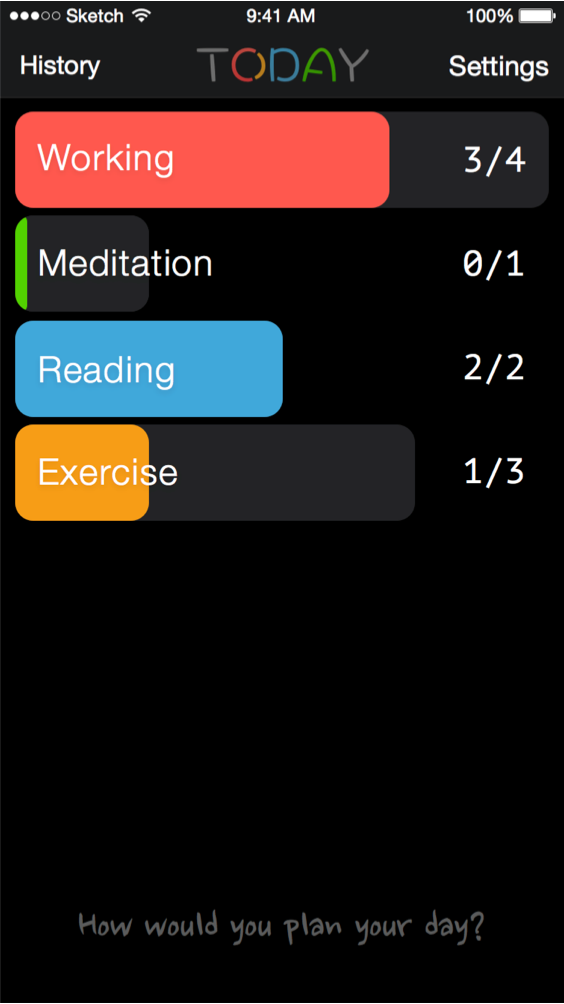 Sketch 9:41 AM 100%
History TODAY Settings
Working 3/4
Meditation 0/1
Reading 2/2
Exercise 1/3
How would you plan your day?